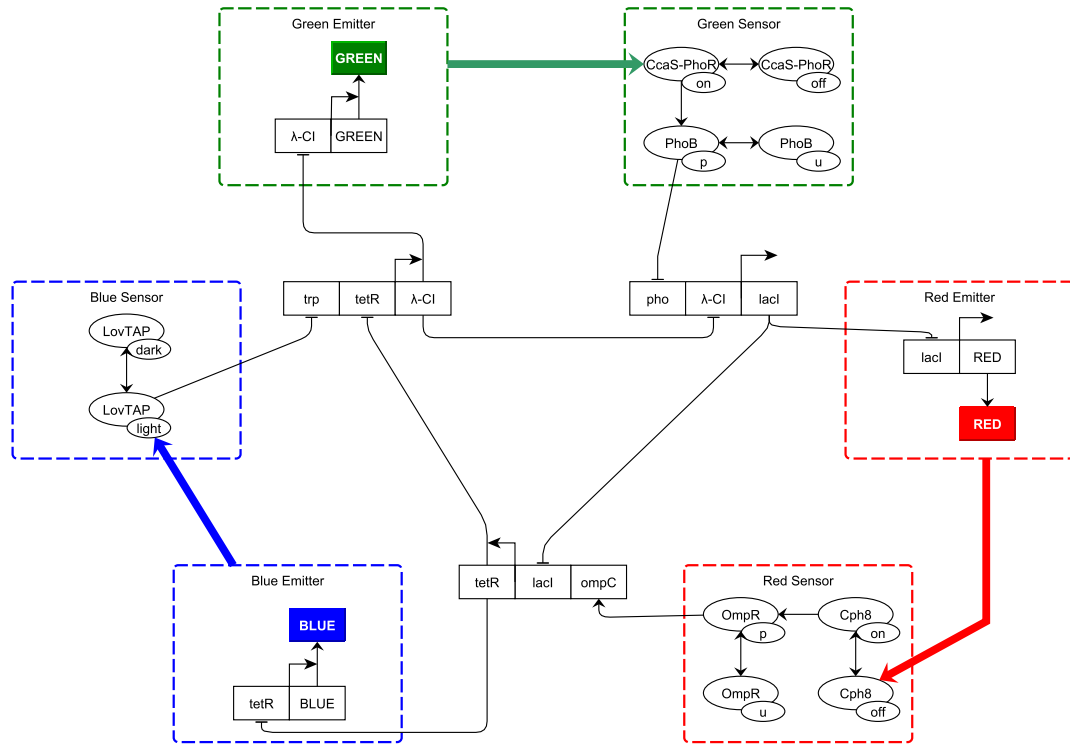 Green Emitter
GREEN
λ-CI
GREEN
Green Sensor
CcaS-PhoR
on
CcaS-PhoR
off
PhoB
p
PhoB
u
Blue Sensor
LovTAP
dark
LovTAP
light
trp
tetR
λ-CI
pho
λ-CI
lacI
Red Emitter
lacI
RED
RED
Blue Emitter
BLUE
tetR
BLUE
tetR
lacI
ompC
Red Sensor
OmpR
p
Cph8
on
OmpR
u
Cph8
off